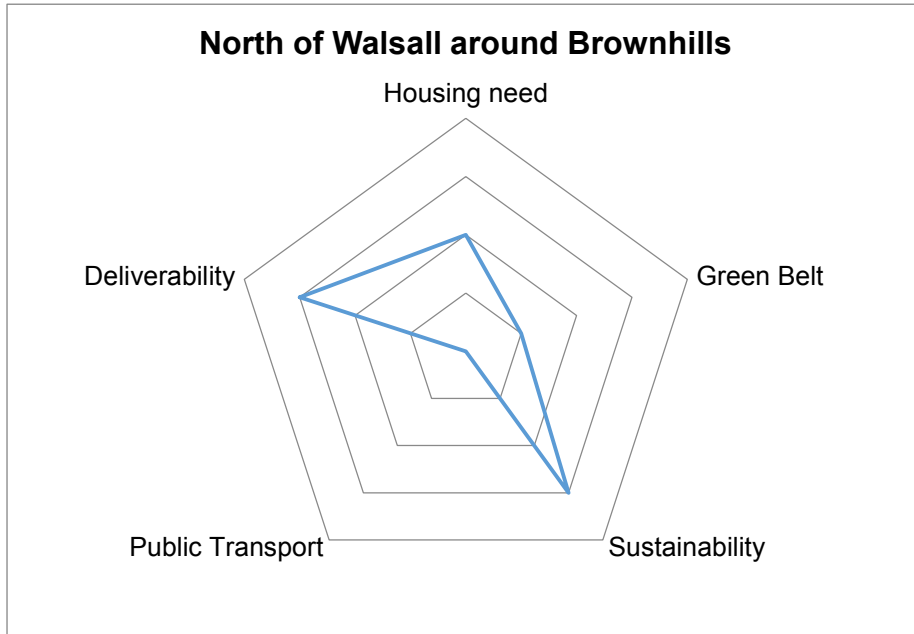 North of Walsall around Brownhills
Housing need
Deliverability
Green Belt
Public Transport
Sustainability